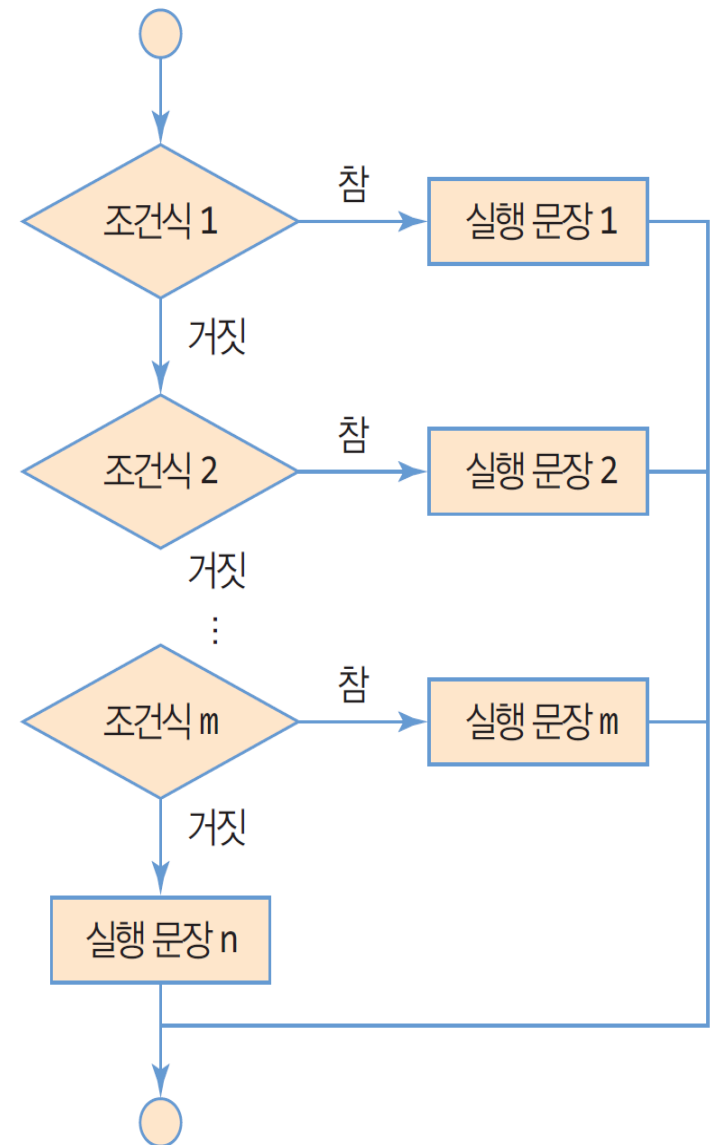 조건식 1
참
실행 문장 1
거짓
조건식 2
참
실행 문장 2
거짓
⋮
조건식 m
참
실행 문장 m
거짓
실행 문장 n